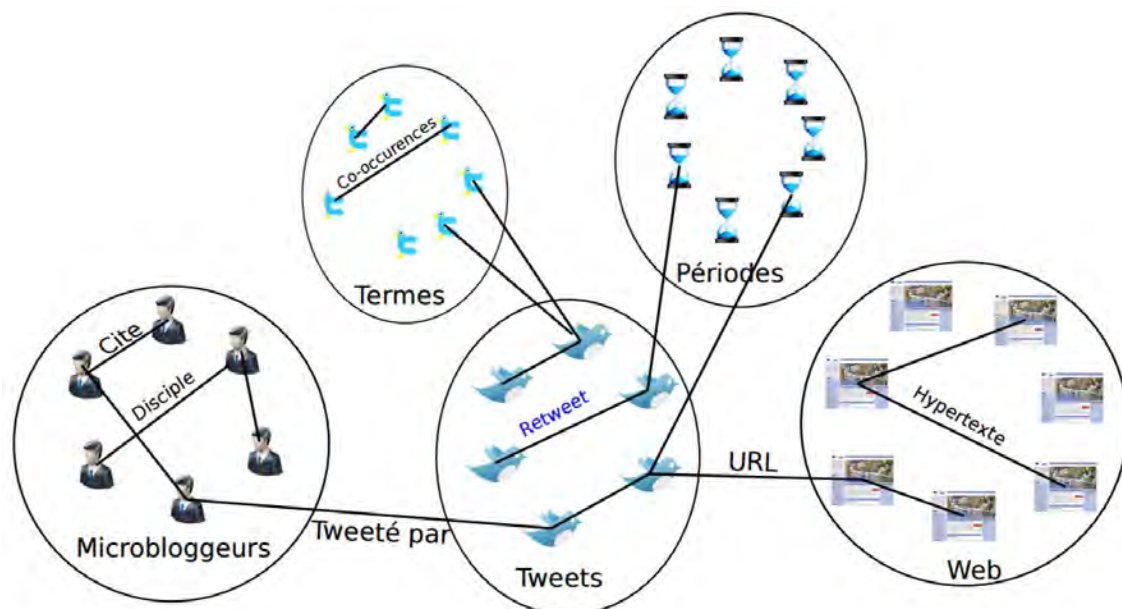 Co-occurences
Termes
Périodes
Cite
Disciple
Microbloggeurs
Retweet
Tweeté par
Tweets
URL
Hypertexte
Web